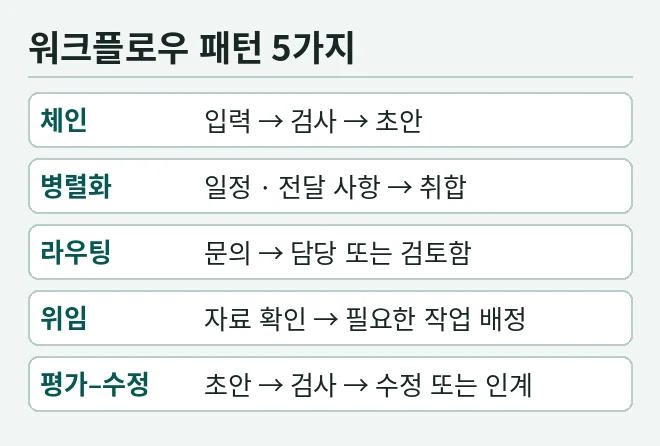 워크플로우 패턴 5가지
체인 입력 → 검사 → 초안
병렬화 일정 · 전달 사항 → 취합
라우팅 문의 → 담당 또는 검토함
위임 자료 확인 → 필요한 작업 배정
평가–수정 초안 → 검사 → 수정 또는 인계